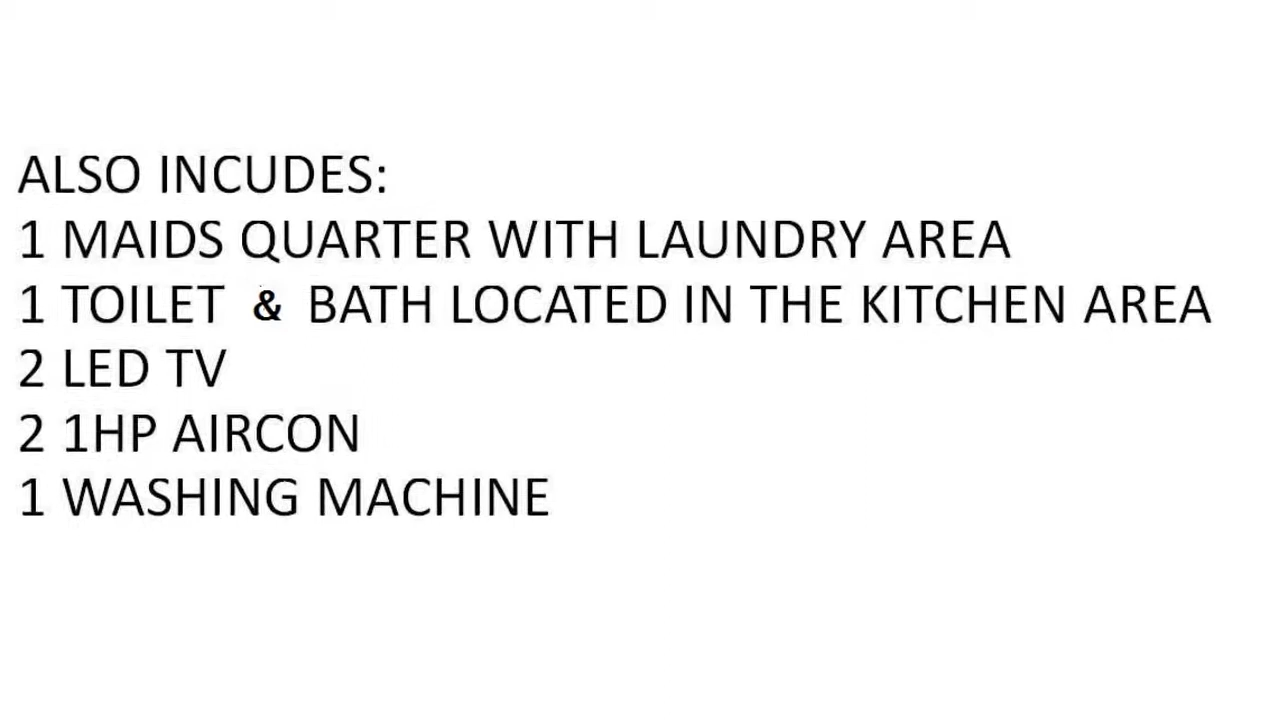 ALSO INCUDES:
1 MAIDS QUARTER WITH LAUNDRY AREA
1 TOILET & BATH LOCATED IN THE KITCHEN AREA
2 LED TV
2 1HP AIRCON
1 WASHING MACHINE